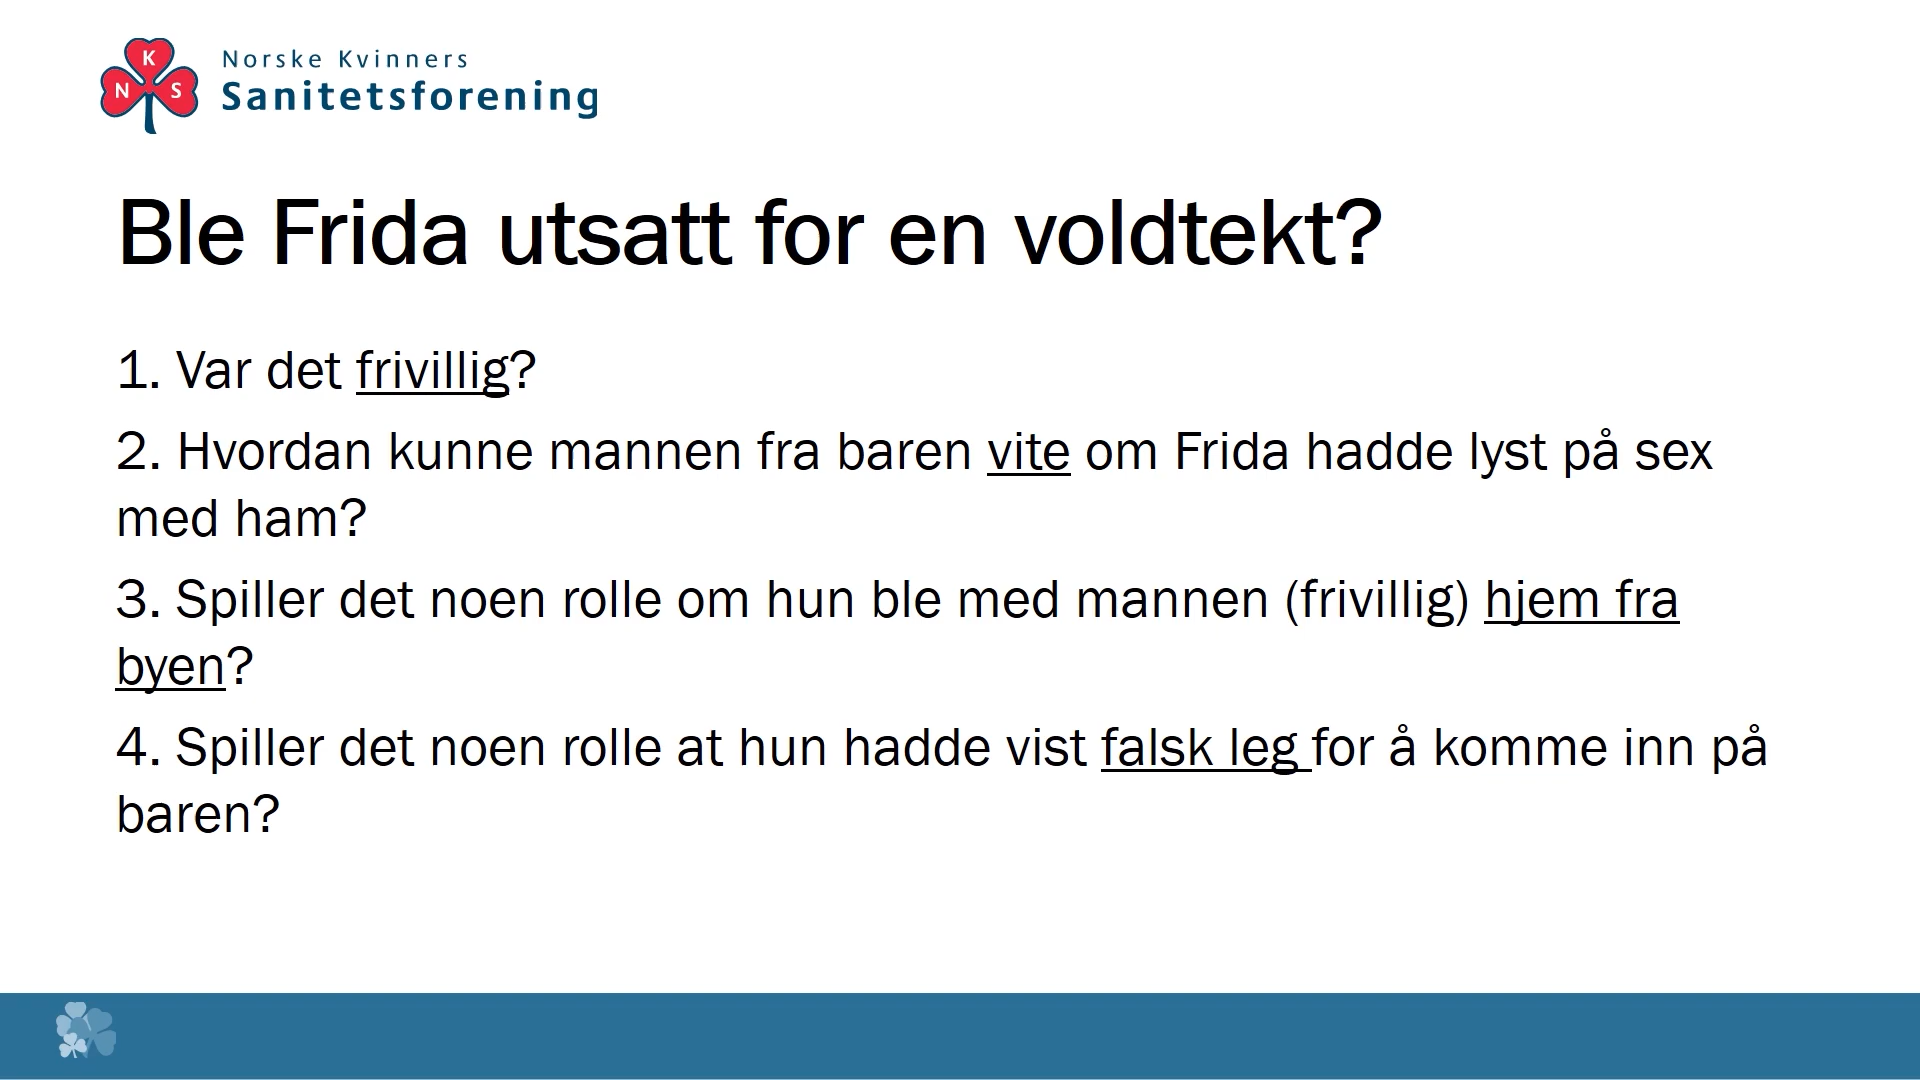 K
N S
Norske Kvinners
Sanitetsforening
Ble Frida utsatt for en voldtekt?
1. Var det frivillig?
2. Hvordan kunne mannen fra baren vite om Frida hadde lyst på sex
med ham?
3. Spiller det noen rolle om hun ble med mannen (frivillig) hjem fra
byen?
4. Spiller det noen rolle at hun hadde vist falsk leg for å komme inn på
baren?